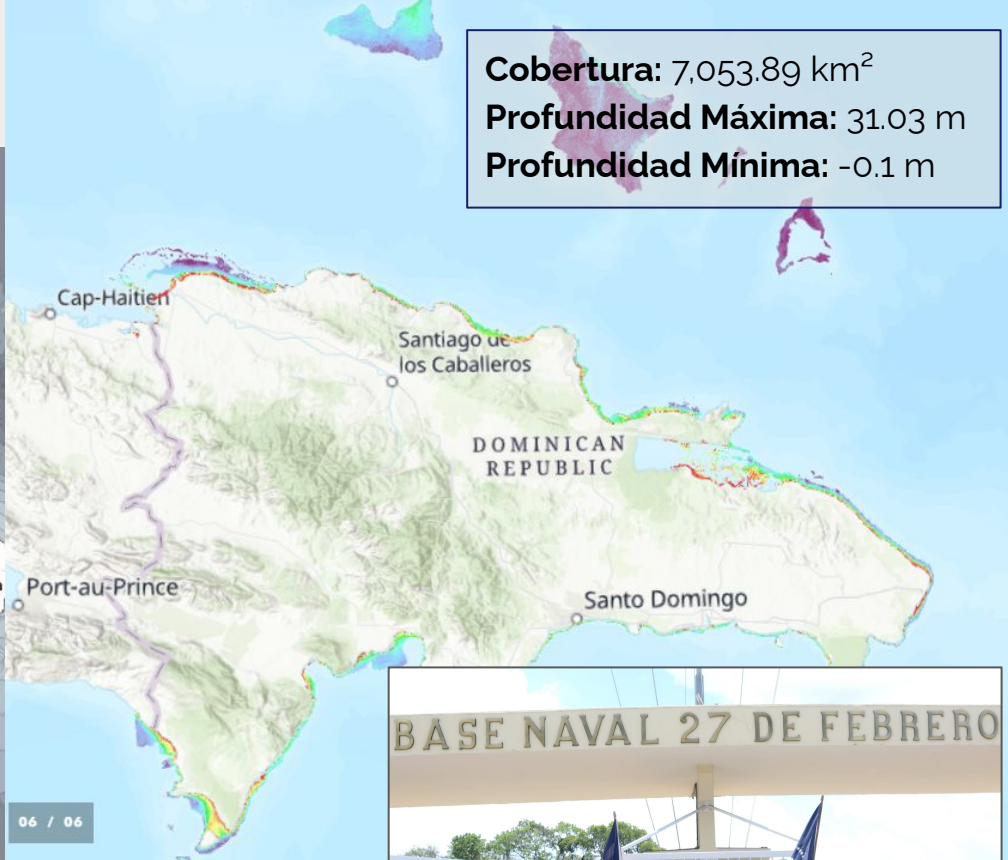 Cobertura: 7,053.89 km²
Profundidad Máxima: 31.03 m
Profundidad Mínima: -0.1 m
Cap-Haitien
Santiago de
los Caballeros
DOMINICAN
REPUBLIC
Port-au-Prince
Santo Domingo
BASE NAVAL 27 DE FEBRERO
06 / 06